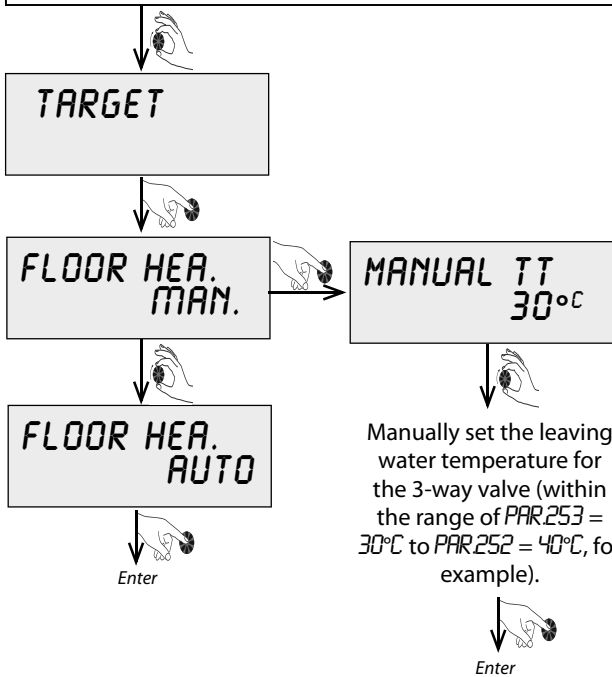 TARGET
FLOOR HEA.
MAN.
MANUAL TT
30°C
FLOOR HEA.
AUTO
Enter
Manually set the leaving
water temperature for
the 3-way valve (within
the range of PAR.253 =
30°C to PAR.252 = 40°C, fo
example).
Enter